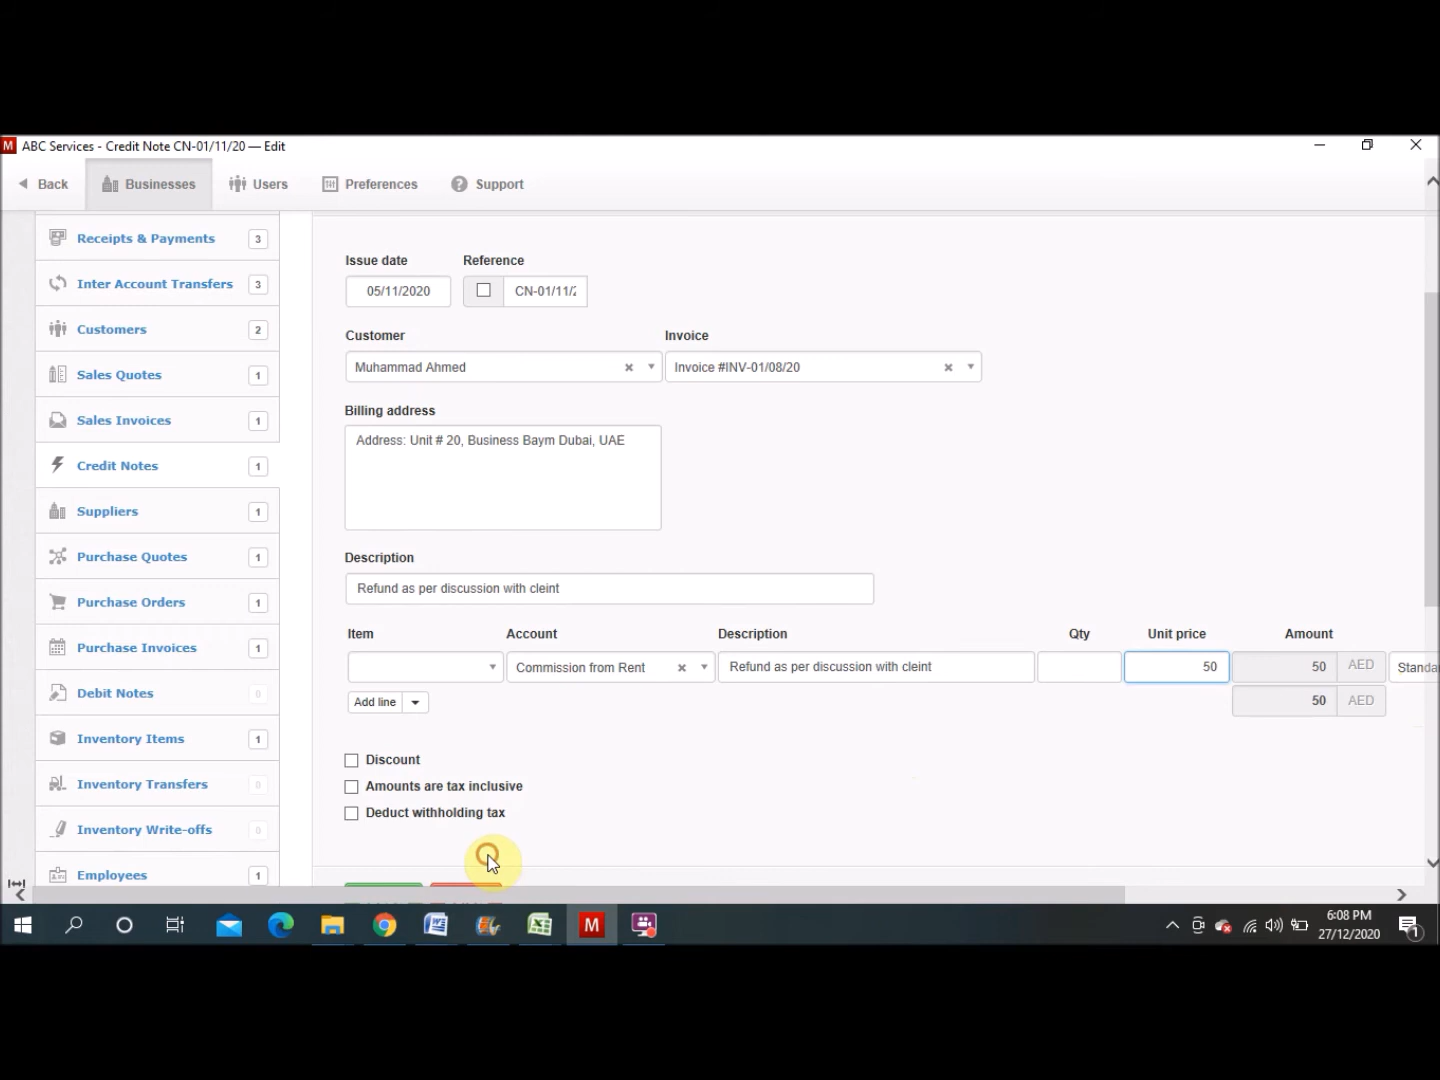 M ABC Services - Credit Note CN-01/11/20 — Edit
Back
Businesses
Users
Preferences
Support
Receipts & Payments 3
Inter Account Transfers 3
Customers 2
Sales Quotes 1
Sales Invoices 1
Credit Notes 1
Suppliers 1
Purchase Quotes 1
Purchase Orders 1
Purchase Invoices 1
Debit Notes 0
Inventory Items 1
Inventory Transfers 0
Inventory Write-offs 0
Employees 1
Issue date Reference
05/11/2020 CN-01/11/2
Customer Invoice
Muhammad Ahmed Invoice #INV-01/08/20
Billing address
Address: Unit # 20, Business Baym Dubai, UAE
Description
Refund as per discussion with cleint
Item Account Description Qty Unit price Amount
Commission from Rent Refund as per discussion with cleint 50 50 AED Standa
Add line 50 AED
Discount
Amounts are tax inclusive
Deduct withholding tax
M
6:08 PM
27/12/2020
1